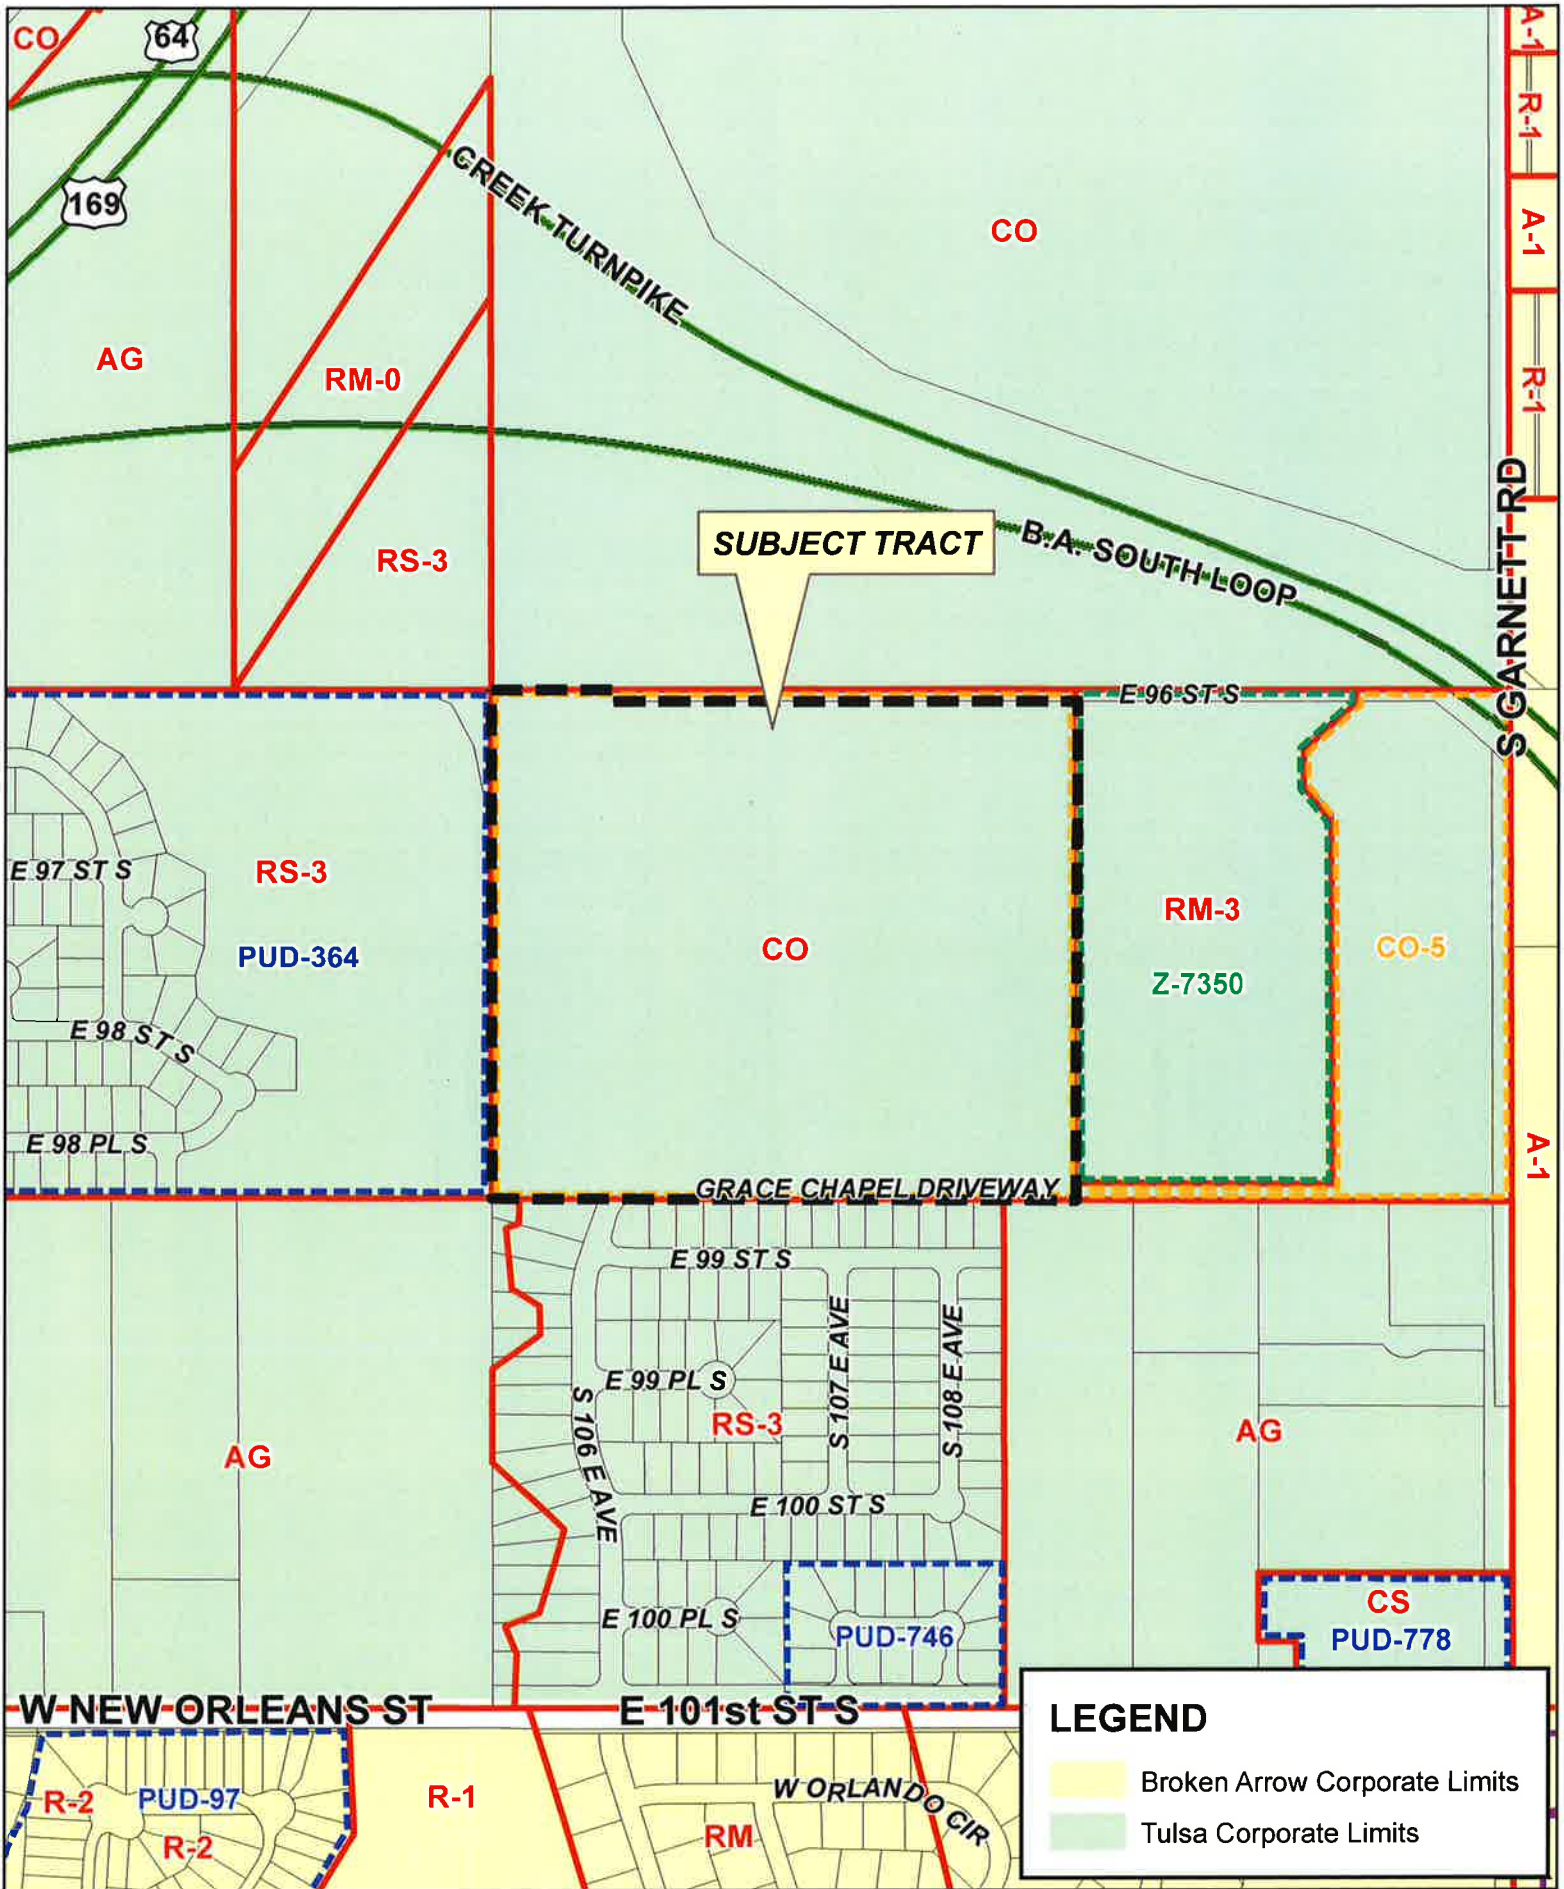 CO
64
A-1
R-1
169
CREEK TURNPIKE
CO
A-1
AG
RM-0
R-1
SUBJECT TRACT
B.A. SOUTH LOOP
RS-3
S GARNETT RD
E 96 ST S
E 97 ST S
RS-3
PUD-364
CO
RM-3
Z-7350
CO-5
E 98 ST S
E 98 PL S
A-1
GRACE CHAPEL DRIVEWAY
E 99 ST S
S 107 E AVE
S 108 E AVE
E 99 PL S
S 106 E AVE
RS-3
AG
AG
E 100 ST S
E 100 PL S
PUD-746
CS
PUD-778
W NEW ORLEANS ST
E 101st ST S
LEGEND
Broken Arrow Corporate Limits
Tulsa Corporate Limits
R-2
PUD-97
R-2
R-1
RM
W ORLANDO CIR